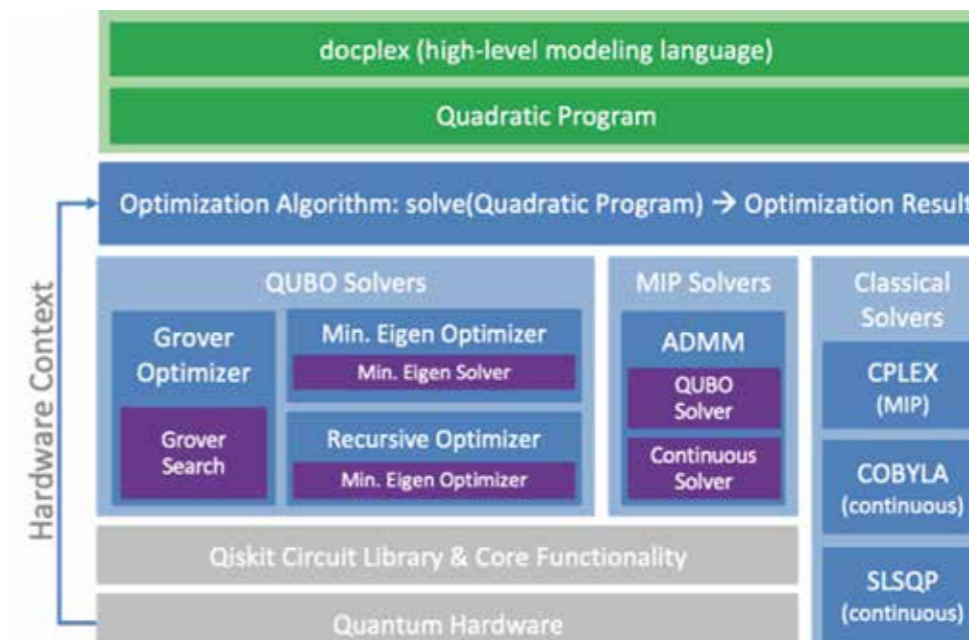 docplex (high-level modeling language)
Quadratic Program
Optimization Algorithm: solve(Quadratic Program) → Optimization Result
Hardware Context
QUBO Solvers
Grover
Optimizer
Grover
Search
Min. Eigen Optimizer
Min. Eigen Solver
Recursive Optimizer
Min. Eigen Optimizer
MIP Solvers
ADMM
QUBO
Solver
Continuous
Solver
Classical
Solvers
CPLEX
(MIP)
COBYLA
(continuous)
SLSQP
(continuous)
Qiskit Circuit Library & Core Functionality
Quantum Hardware